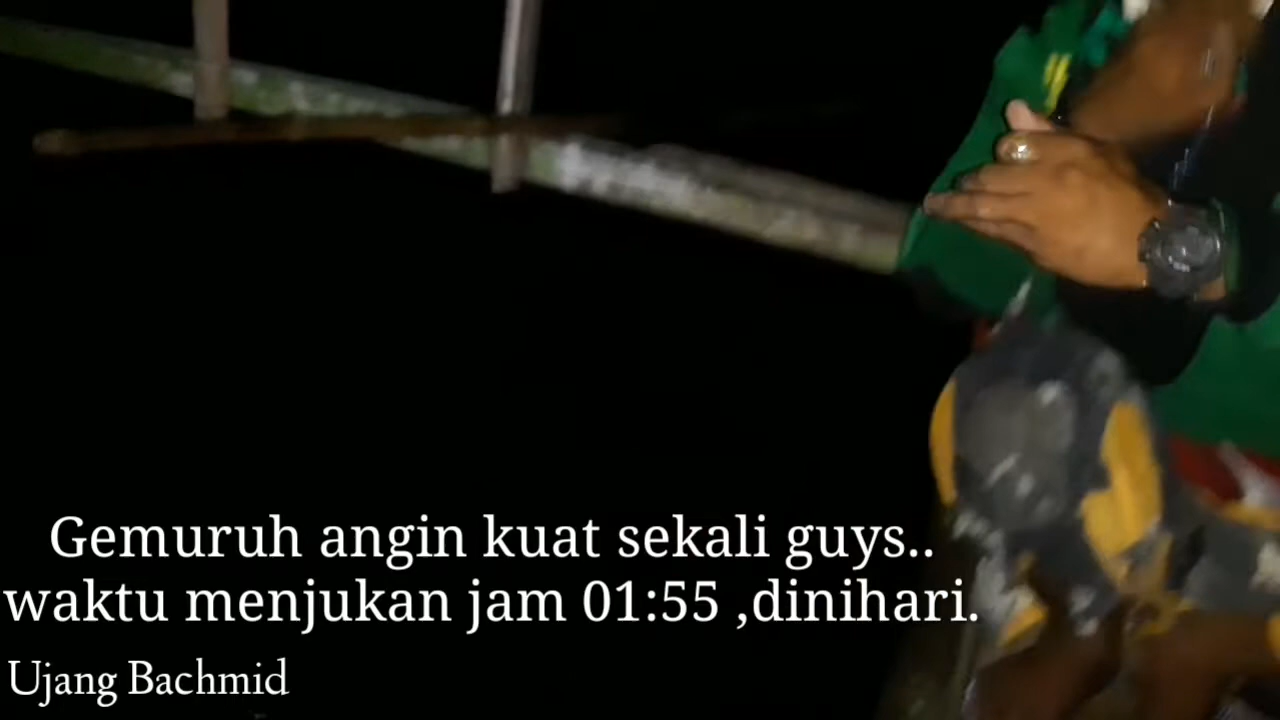 Gemuruh angin kuat sekali guys..
waktu menjukan jam 01:55 ,dinihari.
Ujang Bachmid